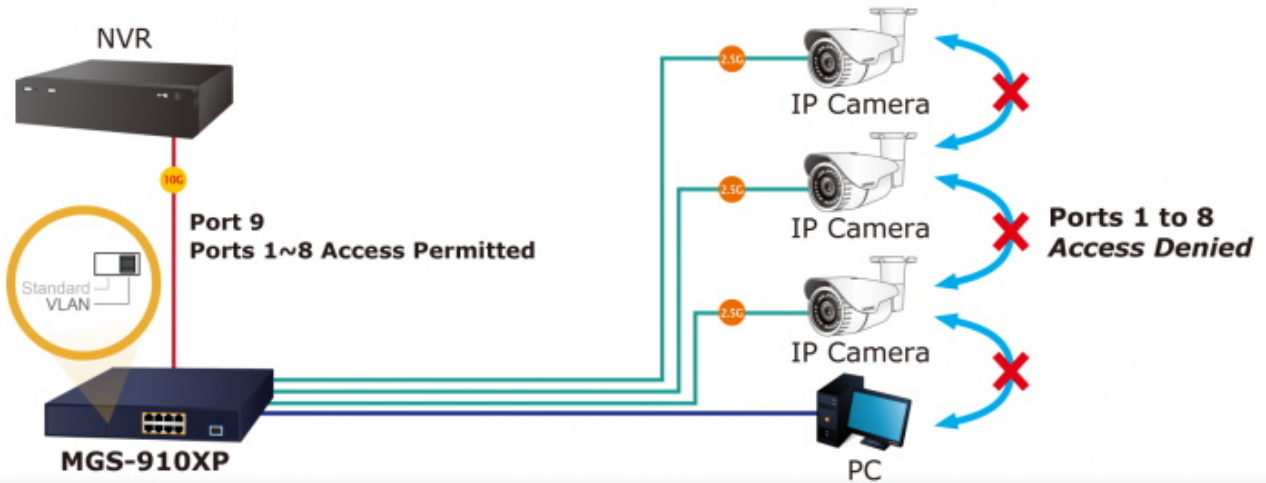 NVR
10G
Port 9
Ports 1~8 Access Permitted
Standard
VLAN
MGS-910XP
2.5G
IP Camera
2.5G
IP Camera
2.5G
IP Camera
PC
Ports 1 to 8
Access Denied